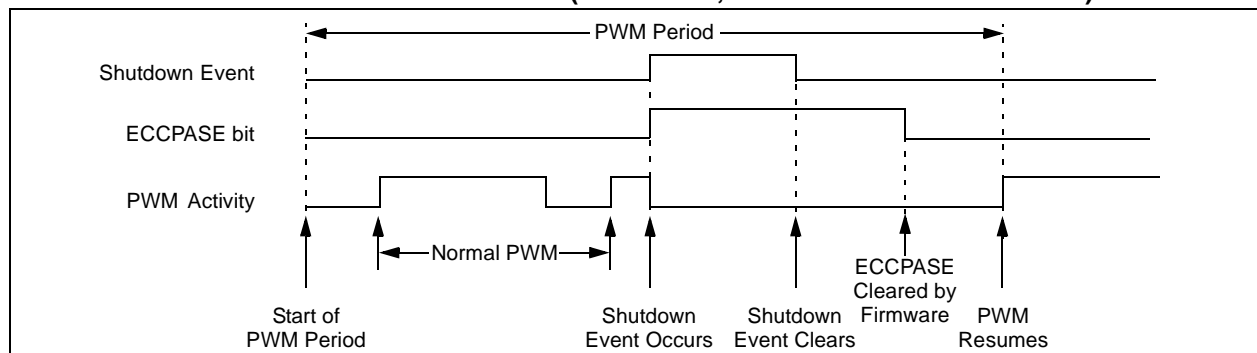 PWM Period
Shutdown Event
ECCPASE bit
PWM Activity
Normal PWM
Start of
PWM Period
Shutdown
Event Occurs
Shutdown
Event Clears
ECCPASE
Cleared by
Firmware
PWM
Resumes